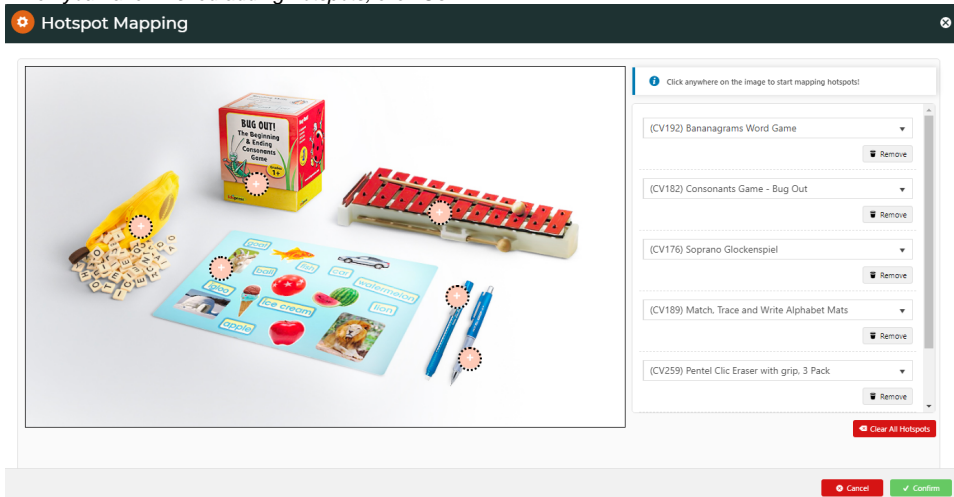 Hotspot Mapping
Click anywhere on the image to start mapping hotspots!
BUG OUT!
The Beginning
& Ending
Consonants
Game
1+
goat
fish
car
ball
watermelon
igloo
ice cream
lion
apple
(CV192) Bananagrams Word Game
Remove
(CV182) Consonants Game - Bug Out
Remove
(CV176) Soprano Glockenspiel
Remove
(CV189) Match, Trace and Write Alphabet Mats
Remove
(CV259) Pentel Clic Eraser with grip, 3 Pack
Remove
Clear All Hotspots
Cancel
Confirm